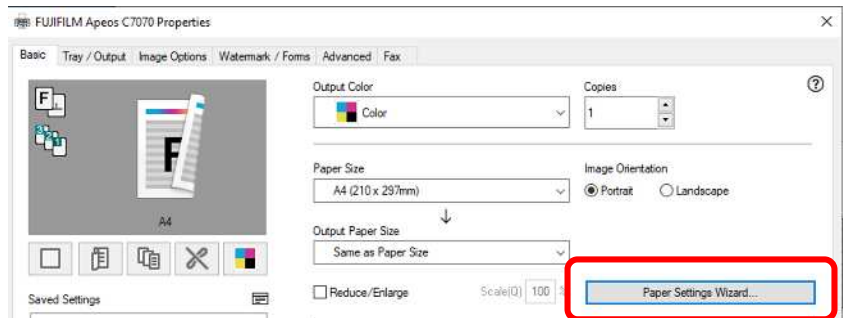 FUJIFILM Apeos C7070 Properties
Basic Tray / Output Image Options Watermark / Forms Advanced Fax
Output Color Copies
Color 1
Paper Size Image Orientation
A4 (210 x 297mm) Portrait Landscape
A4
Output Paper Size
Same as Paper Size
Reduce/Enlarge Scale(Q) 100 Paper Settings Wizard...
Saved Settings